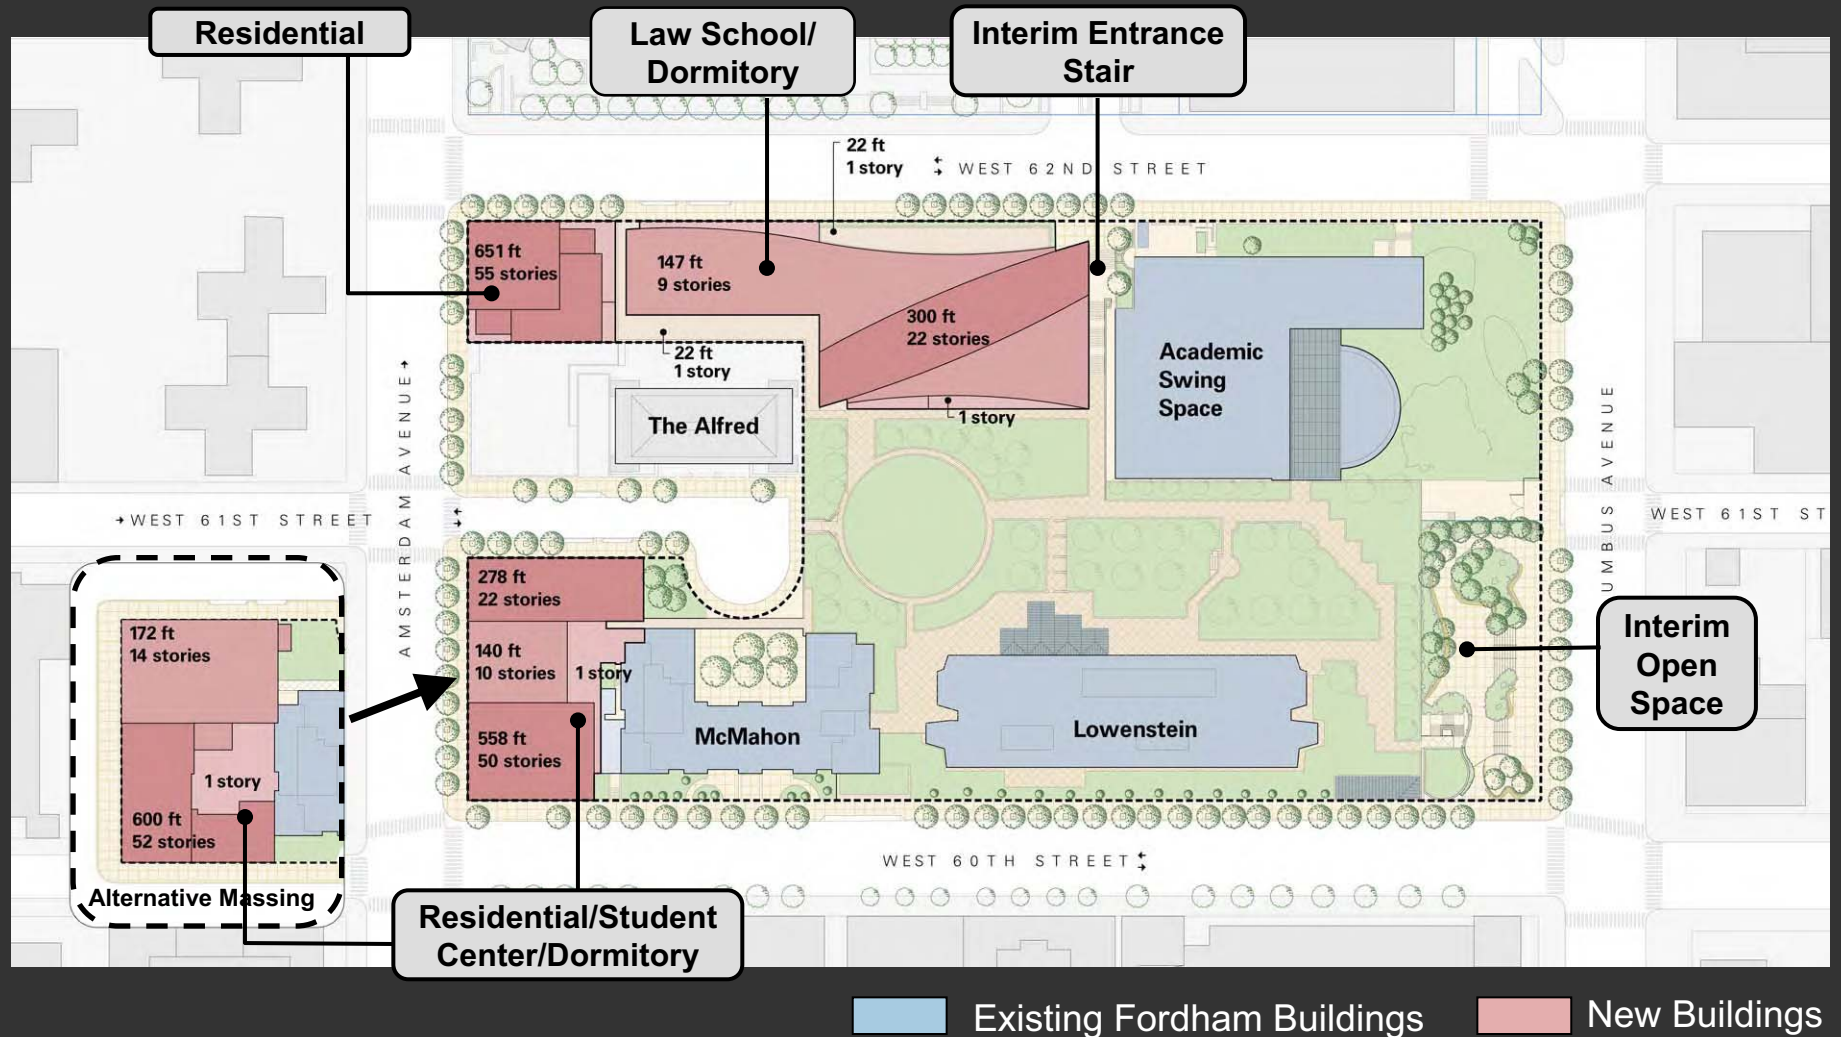 Residential
Law School/
Dormitory
Interim Entrance
Stair
22 ft
1 story
WEST 62ND STREET
651 ft
55 stories
147 ft
9 stories
300 ft
22 stories
22 ft
1 story
1 story
The Alfred
Academic
Swing
Space
AMSTERDAM AVENUE
UMBUS AVENUE
WEST 61ST STREET
WEST 61ST ST
278 ft
22 stories
140 ft
10 stories
1 story
558 ft
50 stories
McMahon
Lowenstein
Interim
Open
Space
172 ft
14 stories
1 story
600 ft
52 stories
Alternative Massing
WEST 60TH STREET
Residential/Student
Center/Dormitory
Existing Fordham Buildings
New Buildings